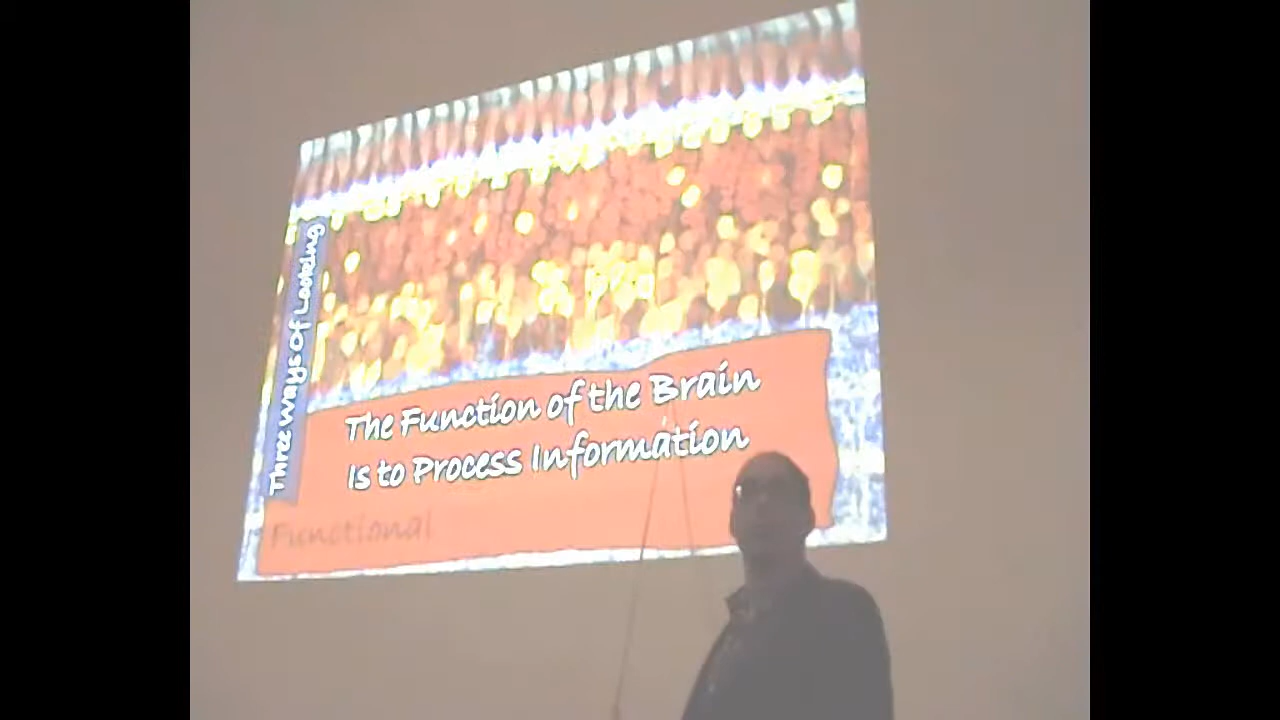 Three Ways Of Looking
The Function of the Brain
Is to Process Information
Functional